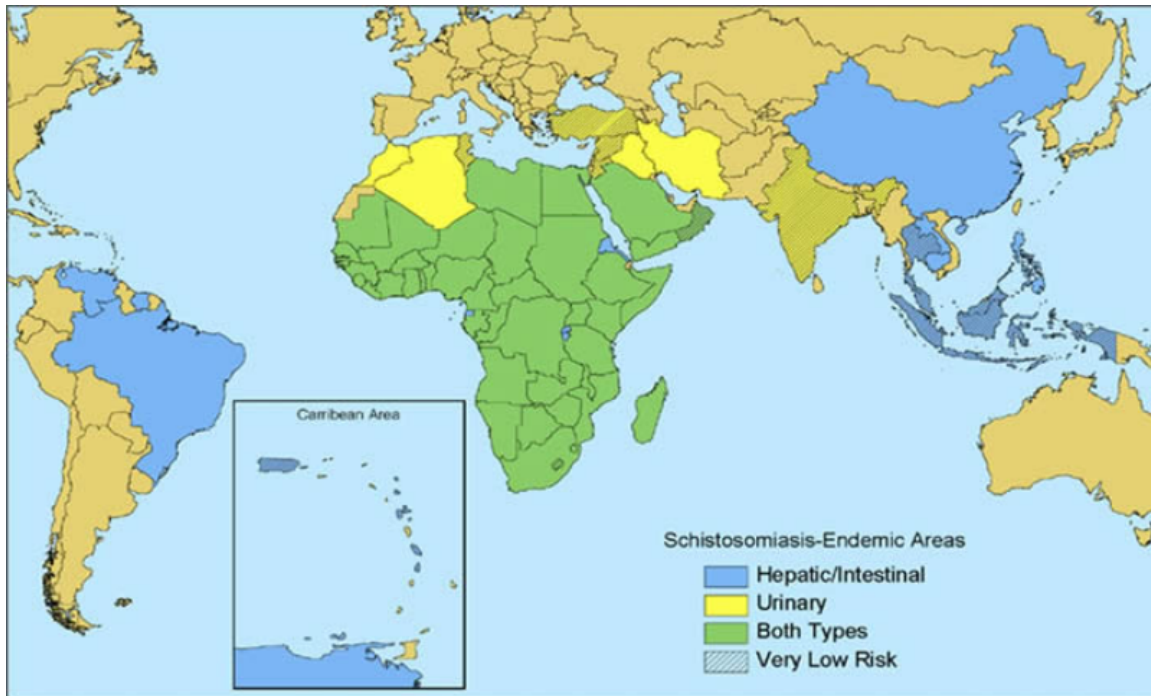 Carribean Area
Schistosomiasis-Endemic Areas
Hepatic/Intestinal
Urinary
Both Types
Very Low Risk